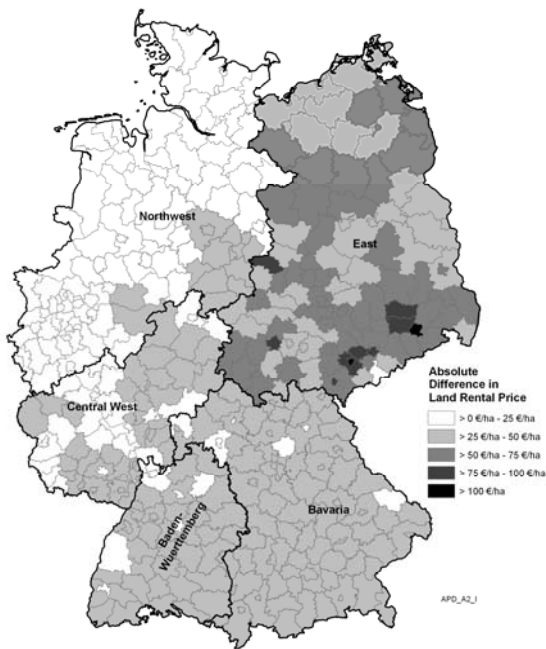 Northwest
East
Central West
Absolute
Difference in
Land Rental Price
> 0 €/ha - 25 €/ha
> 25 €/ha - 50 €/ha
> 50 €/ha - 75 €/ha
> 75 €/ha - 100 €/ha
> 100 €/ha
Baden-
Wuerttemberg
Bavaria
APD_A2_I